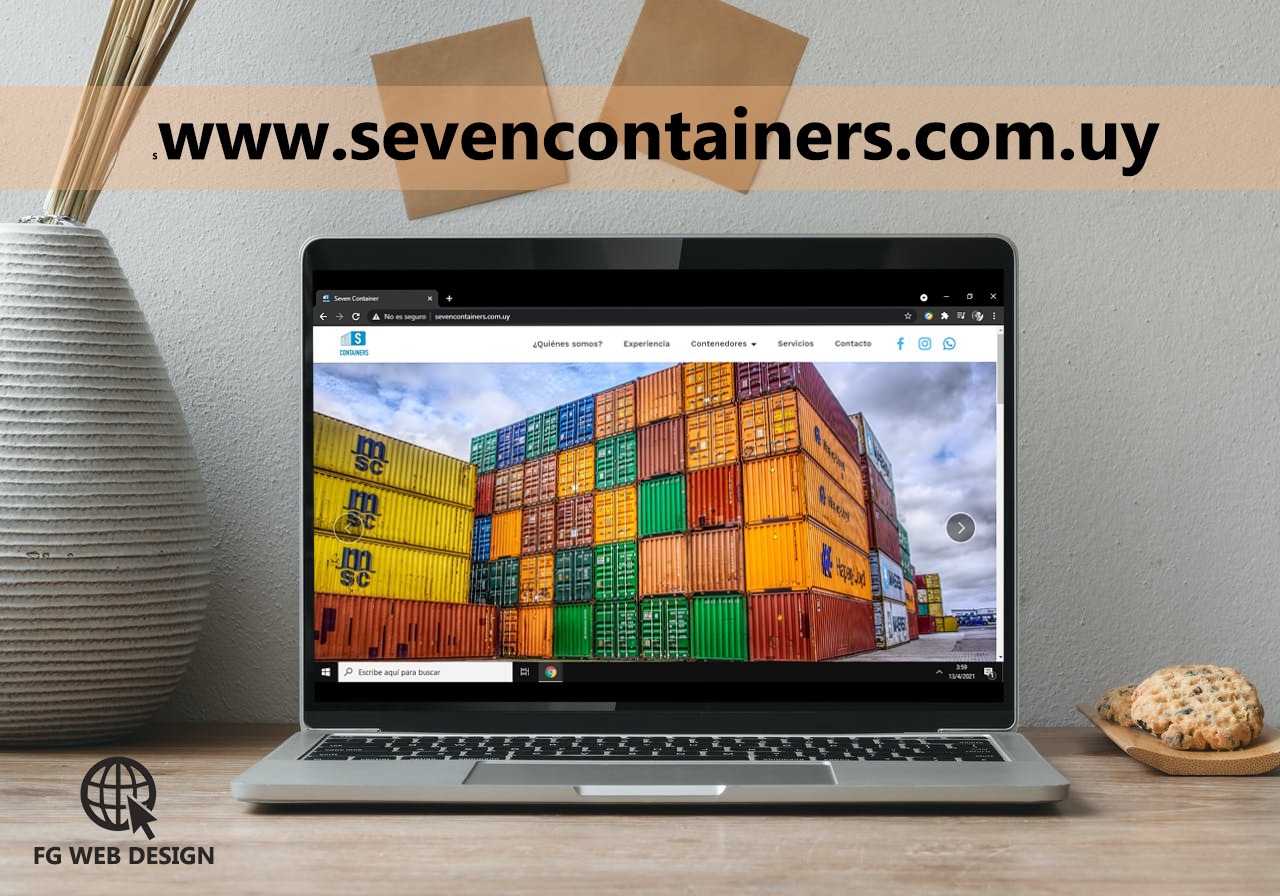 s www.sevencontainers.com.uy
Seven Container
No es seguro sevencontainers.com.uy
S
CONTAINERS
¿Quiénes somos? Experiencia Contenedores Servicios Contacto
msc
msc
msc
Hapag-Lloyd
Escribe aquí para buscar
3:59
13/4/2021
FG WEB DESIGN